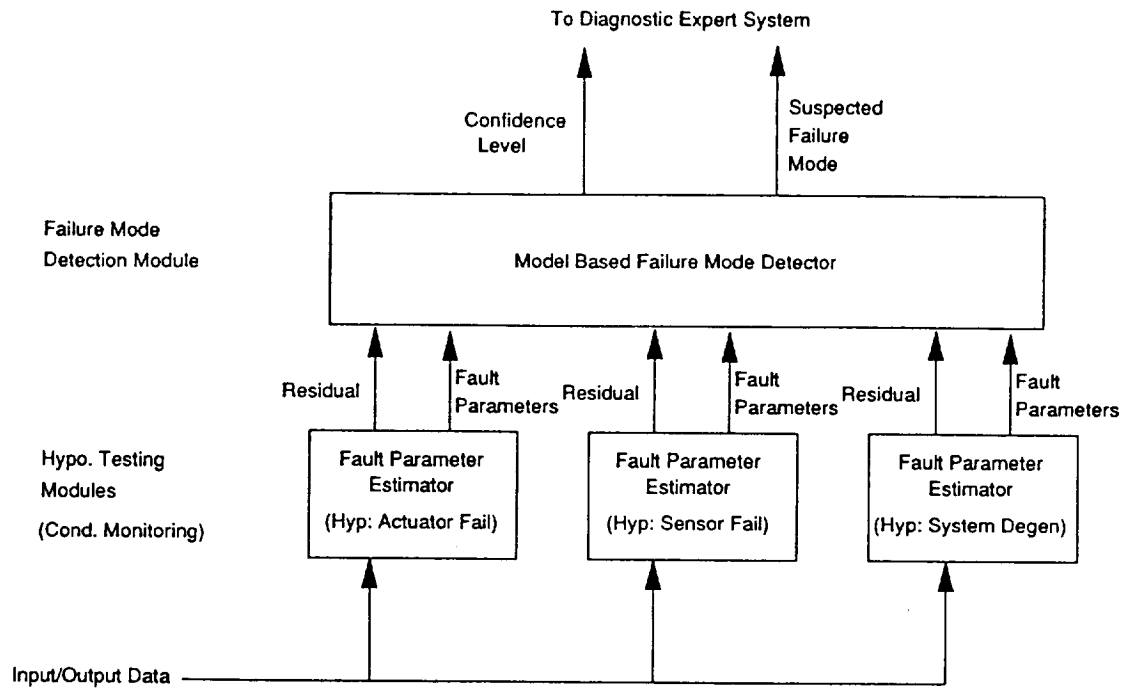 To Diagnostic Expert System
Confidence
Level
Suspected
Failure
Mode
Failure Mode
Detection Module
Model Based Failure Mode Detector
Residual
Fault
Parameters
Residual
Fault
Parameters
Residual
Fault
Parameters
Hypo. Testing
Modules
(Cond. Monitoring)
Fault Parameter
Estimator
(Hyp: Actuator Fail)
Fault Parameter
Estimator
(Hyp: Sensor Fail)
Fault Parameter
Estimator
(Hyp: System Degen)
Input/Output Data